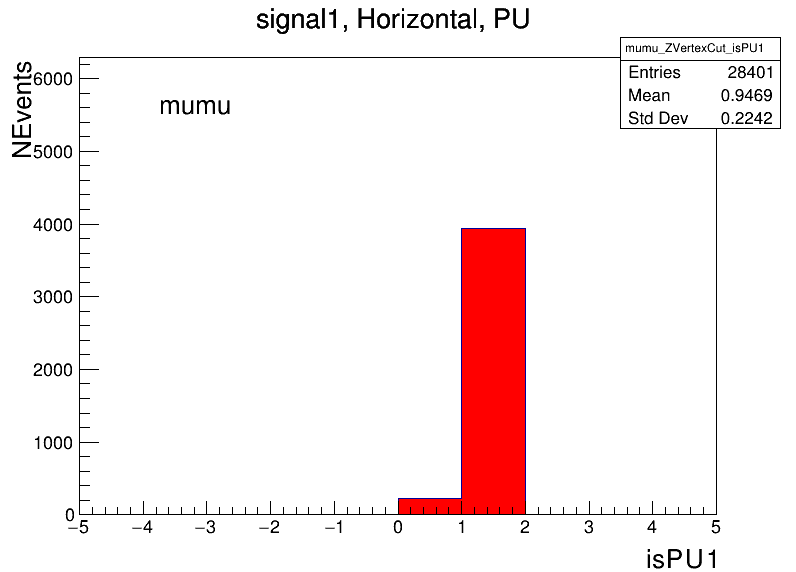 signal1, Horizontal, PU
mumu_ZVertexCut_isPU1
Entries 28401
Mean 0.9469
Std Dev 0.2242
NEvents
mumu
6000
5000
4000
3000
2000
1000
0
−5 −4 −3 −2 −1 0 1 2 3 4 5
isPU1